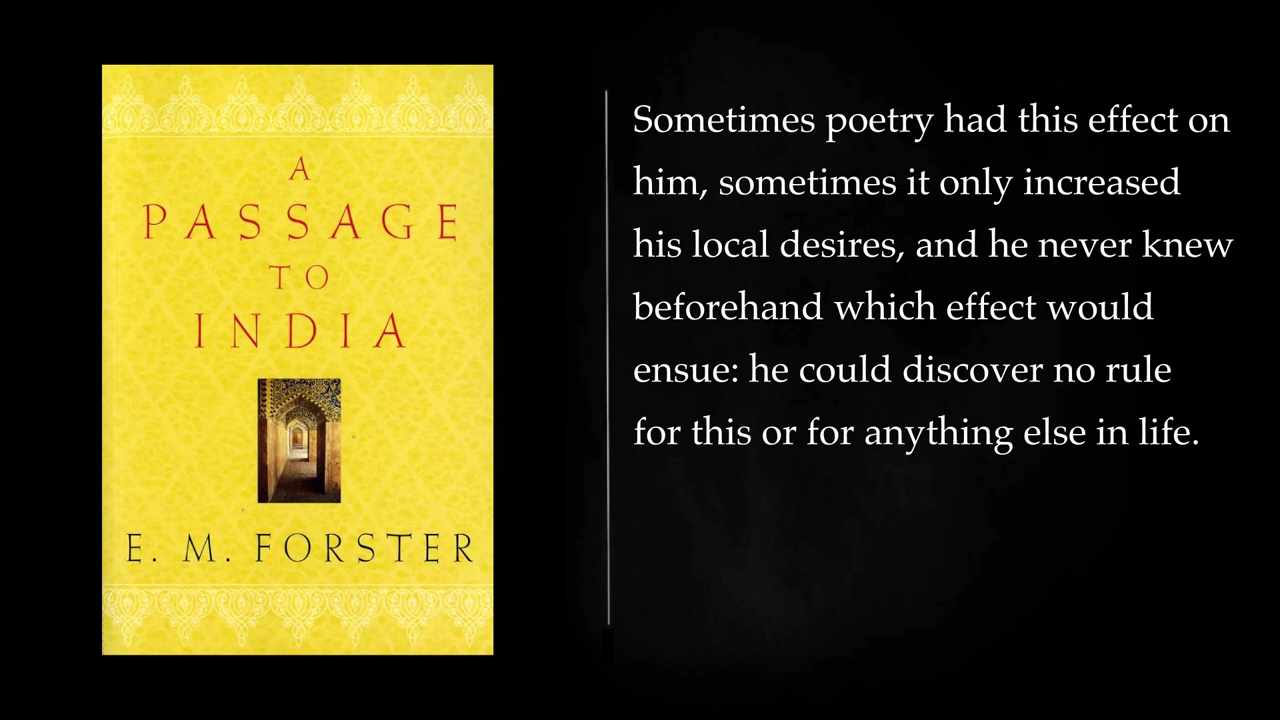 A
PASSAGE
TO
INDIA
E. M. FORSTER
Sometimes poetry had this effect on
him, sometimes it only increased
his local desires, and he never knew
beforehand which effect would
ensue: he could discover no rule
for this or for anything else in life.